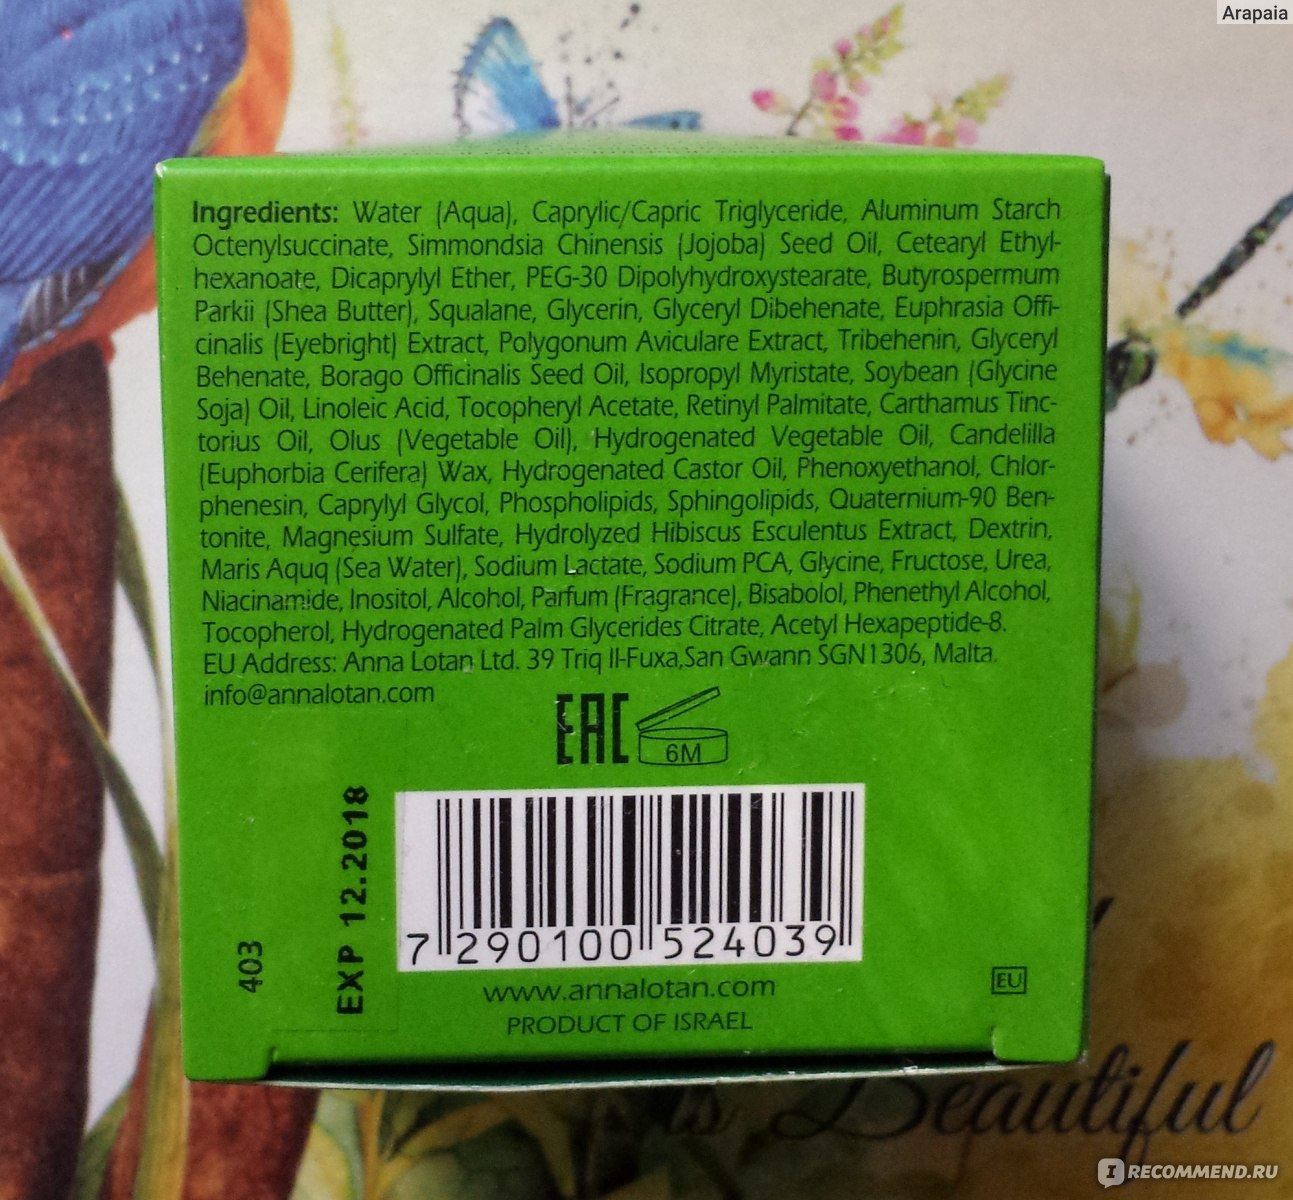 Arapaia
Ingredients: Water (Aqua), Caprylic/Capric Triglyceride, Aluminum Starch
Octenylsuccinate, Simmondsia Chinensis (Jojoba) Seed Oil, Cetearyl Ethyl-
hexanoate, Dicaprylyl Ether, PEG-30 Dipolyhydroxystearate, Butyrospermum
Parkii (Shea Butter), Squalane, Glycerin, Glyceryl Dibehenate, Euphrasia Offi-
cinalis (Eyebright) Extract, Polygonum Aviculare Extract, Tribehenin, Glyceryl
Behenate, Borago Officinalis Seed Oil, Isopropyl Myristate, Soybean (Glycine
Soja) Oil, Linoleic Acid, Tocopheryl Acetate, Retinyl Palmitate, Carthamus Tinc-
torius Oil, Olus (Vegetable Oil), Hydrogenated Vegetable Oil, Candelilla
(Euphorbia Cerifera) Wax, Hydrogenated Castor Oil, Phenoxyethanol, Chlor-
phenesin, Caprylyl Glycol, Phospholipids, Sphingolipids, Quaternium-90 Ben-
tonite, Magnesium Sulfate, Hydrolyzed Hibiscus Esculentus Extract, Dextrin,
Maris Aquq (Sea Water), Sodium Lactate, Sodium PCA, Glycine, Fructose, Urea,
Niacinamide, Inositol, Alcohol, Parfum (Fragrance), Bisabolol, Phenethyl Alcohol,
Tocopherol, Hydrogenated Palm Glycerides Citrate, Acetyl Hexapeptide-8.
EU Address: Anna Lotan Ltd. 39 Triq Il-Fuxa,San Gwann SGN1306, Malta.
info@annalotan.com
EAC
6M
403
EXP 12.2018
7 290100 524039
www.annalotan.com
EU
PRODUCT OF ISRAEL
is Beautiful
IRECOMMEND.RU